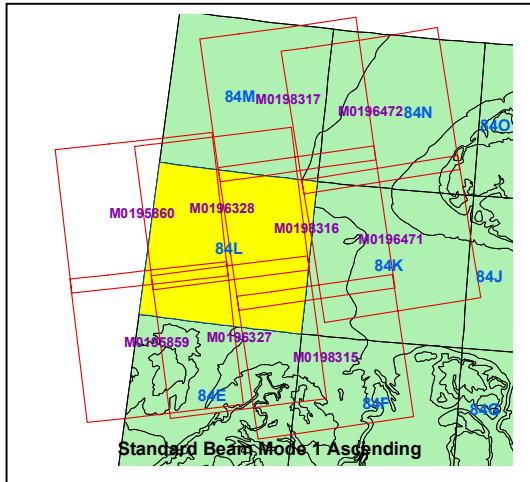 84M
M0198317
M0196472
84N
84O
M0195860
M0196328
M0198316
M0196471
84L
84K
84J
M0195859
M0196327
M0198315
84E
84F
84G
Standard Beam Mode 1 Ascending